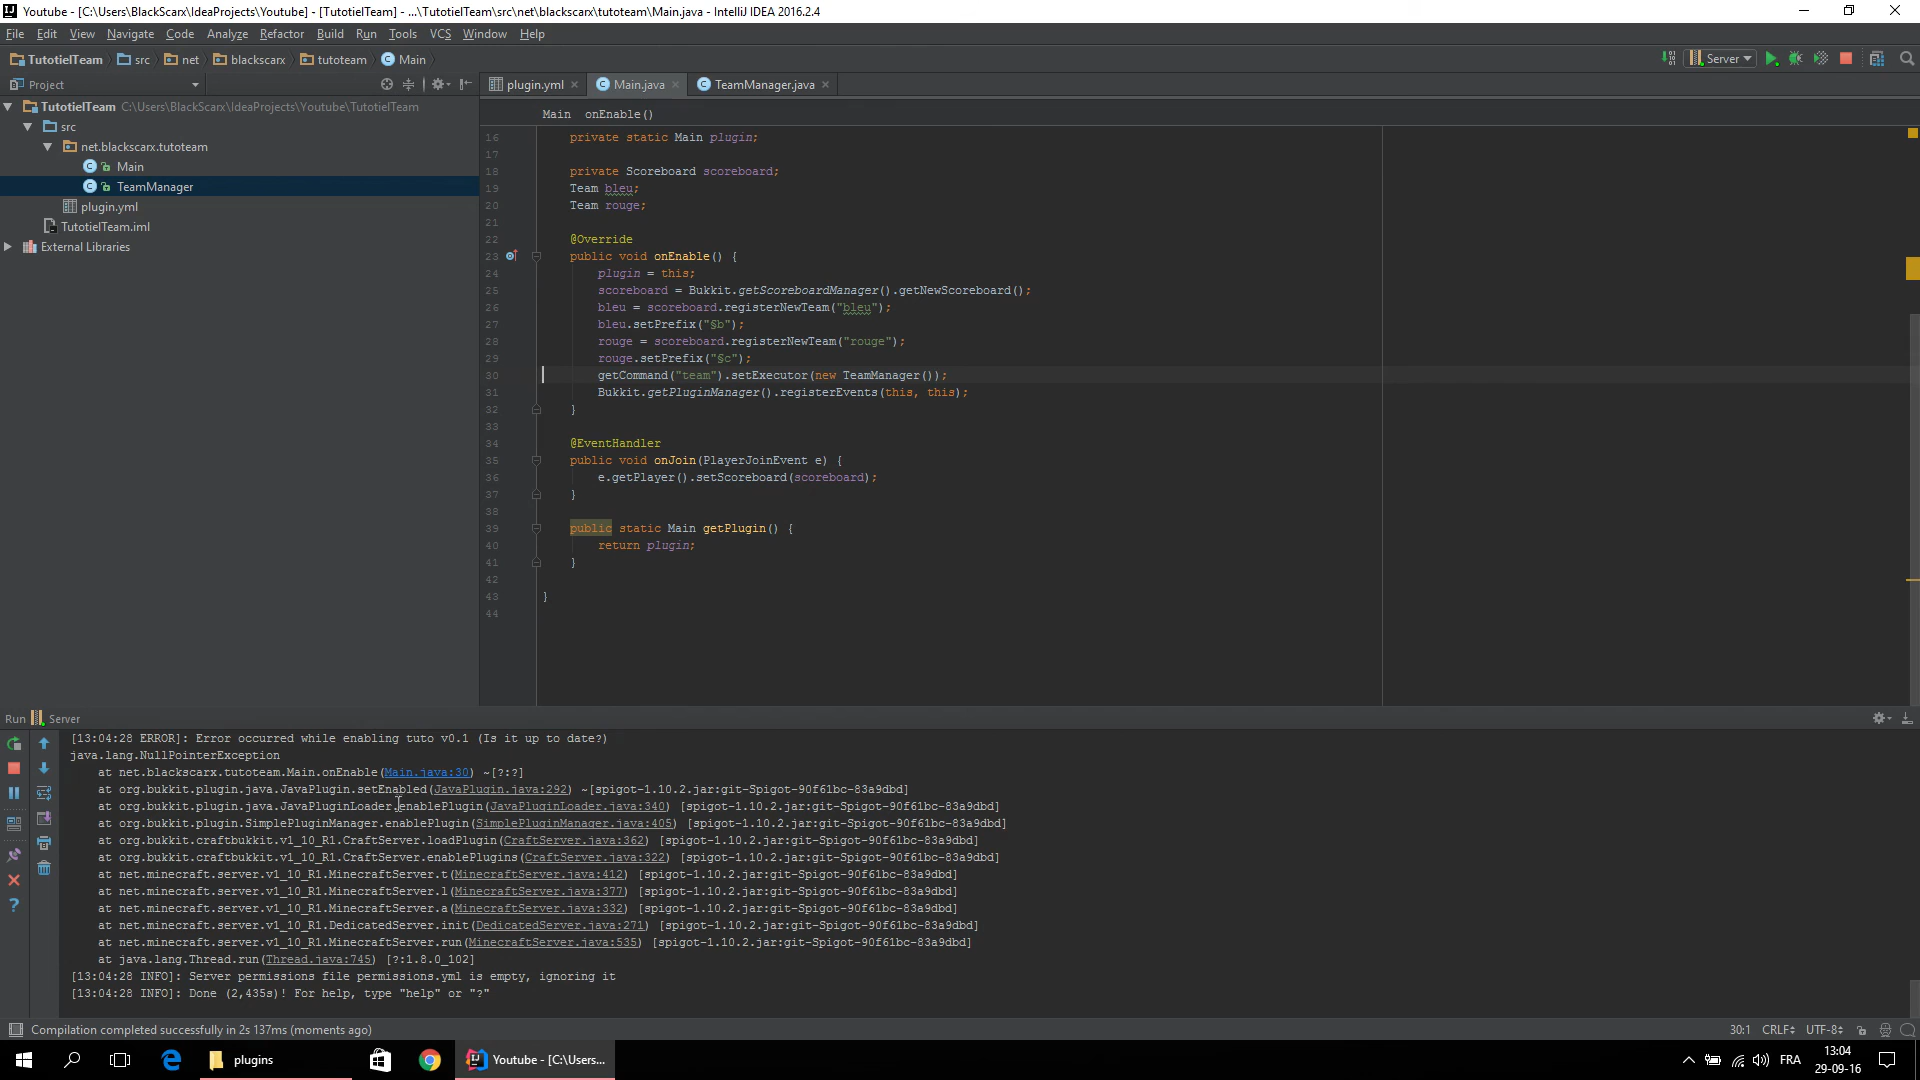 Youtube - [C:\Users\BlackScarx\IdeaProjects\Youtube] - [TutotielTeam] - ...\TutotielTeam\src\net\blackscarx\tutoteam\Main.java - IntelliJ IDEA 2016.2.4
File Edit View Navigate Code Analyze Refactor Build Run Tools VCS Window Help
TutotielTeam src net blackscarx tutoteam Main Server
Project plugin.yml Main.java TeamManager.java
TutotielTeam C:\Users\BlackScarx\IdeaProjects\Youtube\TutotielTeam
src
net.blackscarx.tutoteam
Main
TeamManager
plugin.yml
TutotielTeam.iml
External Libraries
Main onEnable()
16 private static Main plugin;
17
18 private Scoreboard scoreboard;
19 Team bleu;
20 Team rouge;
21
22 @Override
23 public void onEnable() {
24 plugin = this;
25 scoreboard = Bukkit.getScoreboardManager().getNewScoreboard();
26 bleu = scoreboard.registerNewTeam("bleu");
27 bleu.setPrefix("§b");
28 rouge = scoreboard.registerNewTeam("rouge");
29 rouge.setPrefix("§c");
30 getCommand("team").setExecutor(new TeamManager());
31 Bukkit.getPluginManager().registerEvents(this, this);
32 }
33
34 @EventHandler
35 public void onJoin(PlayerJoinEvent e) {
36 e.getPlayer().setScoreboard(scoreboard);
37 }
38
39 public static Main getPlugin() {
40 return plugin;
41 }
42
43 }
44
Run Server
[13:04:28 ERROR]: Error occurred while enabling tuto v0.1 (Is it up to date?)
java.lang.NullPointerException
at net.blackscarx.tutoteam.Main.onEnable(Main.java:30) ~[?:?]
at org.bukkit.plugin.java.JavaPlugin.setEnabled(JavaPlugin.java:292) ~[spigot-1.10.2.jar:git-Spigot-90f61bc-83a9dbd]
at org.bukkit.plugin.java.JavaPluginLoader.enablePlugin(JavaPluginLoader.java:340) [spigot-1.10.2.jar:git-Spigot-90f61bc-83a9dbd]
at org.bukkit.plugin.SimplePluginManager.enablePlugin(SimplePluginManager.java:405) [spigot-1.10.2.jar:git-Spigot-90f61bc-83a9dbd]
at org.bukkit.craftbukkit.v1_10_R1.CraftServer.loadPlugin(CraftServer.java:362) [spigot-1.10.2.jar:git-Spigot-90f61bc-83a9dbd]
at org.bukkit.craftbukkit.v1_10_R1.CraftServer.enablePlugins(CraftServer.java:322) [spigot-1.10.2.jar:git-Spigot-90f61bc-83a9dbd]
at net.minecraft.server.v1_10_R1.MinecraftServer.t(MinecraftServer.java:412) [spigot-1.10.2.jar:git-Spigot-90f61bc-83a9dbd]
at net.minecraft.server.v1_10_R1.MinecraftServer.l(MinecraftServer.java:377) [spigot-1.10.2.jar:git-Spigot-90f61bc-83a9dbd]
at net.minecraft.server.v1_10_R1.MinecraftServer.a(MinecraftServer.java:332) [spigot-1.10.2.jar:git-Spigot-90f61bc-83a9dbd]
at net.minecraft.server.v1_10_R1.DedicatedServer.init(DedicatedServer.java:271) [spigot-1.10.2.jar:git-Spigot-90f61bc-83a9dbd]
at net.minecraft.server.v1_10_R1.MinecraftServer.run(MinecraftServer.java:535) [spigot-1.10.2.jar:git-Spigot-90f61bc-83a9dbd]
at java.lang.Thread.run(Thread.java:745) [?:1.8.0_102]
[13:04:28 INFO]: Server permissions file permissions.yml is empty, ignoring it
[13:04:28 INFO]: Done (2,435s)! For help, type "help" or "?"
Compilation completed successfully in 2s 137ms (moments ago) 30:1 CRLF UTF-8
plugins Youtube - [C:\Users... FRA 13:04
29-09-16